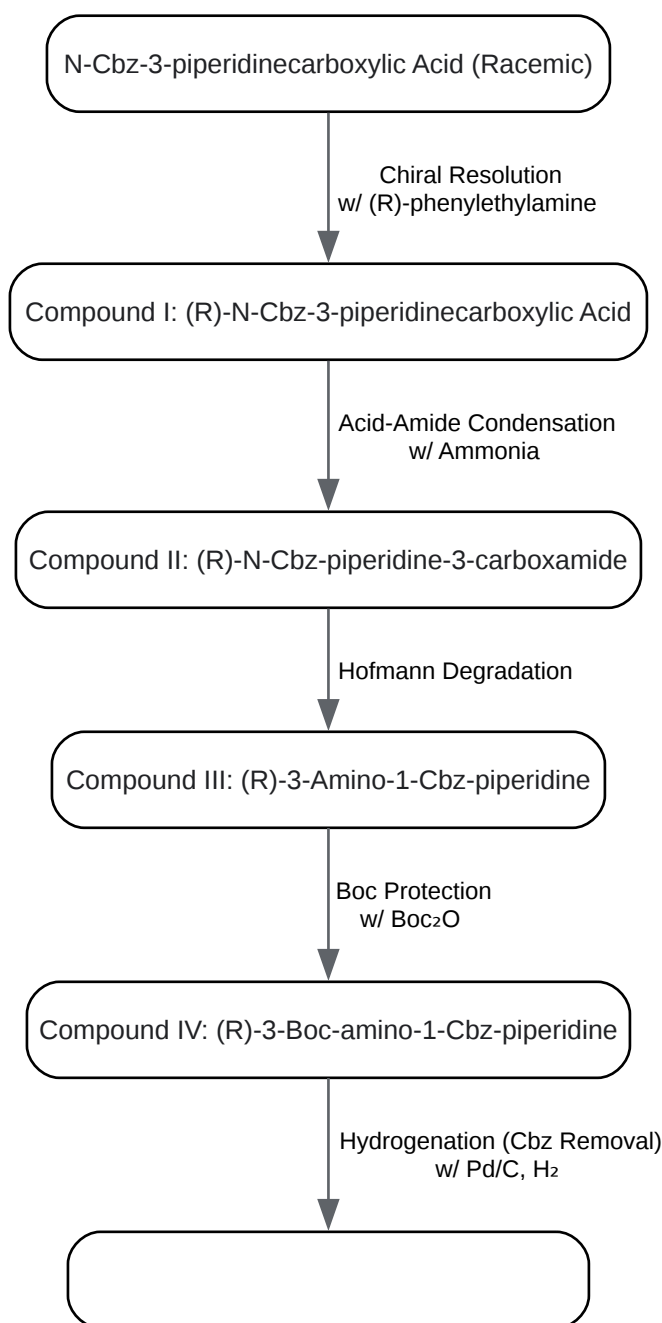 N-Cbz-3-piperidinecarboxylic Acid (Racemic)
Chiral Resolution
w/ (R)-phenylethylamine
Compound I: (R)-N-Cbz-3-piperidinecarboxylic Acid
Acid-Amide Condensation
w/ Ammonia
Compound II: (R)-N-Cbz-piperidine-3-carboxamide
Hofmann Degradation
Compound III: (R)-3-Amino-1-Cbz-piperidine
Boc Protection
w/ Boc₂O
Compound IV: (R)-3-Boc-amino-1-Cbz-piperidine
Hydrogenation (Cbz Removal)
w/ Pd/C, H₂